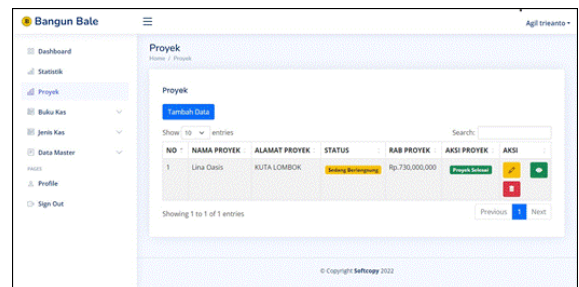 Bangun Bale
Agil trieanto
Dashboard
Statistik
Proyek
Buku Kas
Jenis Kas
Data Master
PAGES
Profile
Sign Out
Proyek
Home / Proyek
Proyek
Tambah Data
Show 10 entries
Search:
NO NAMA PROYEK ALAMAT PROYEK STATUS RAB PROYEK AKSI PROYEK AKSI
1 Lina Oasis KUTA LOMBOK Sedang Berlangsung Rp.730,000,000 Proyek Selesai
Showing 1 to 1 of 1 entries
Previous 1 Next
© Copyright Softcopy 2022